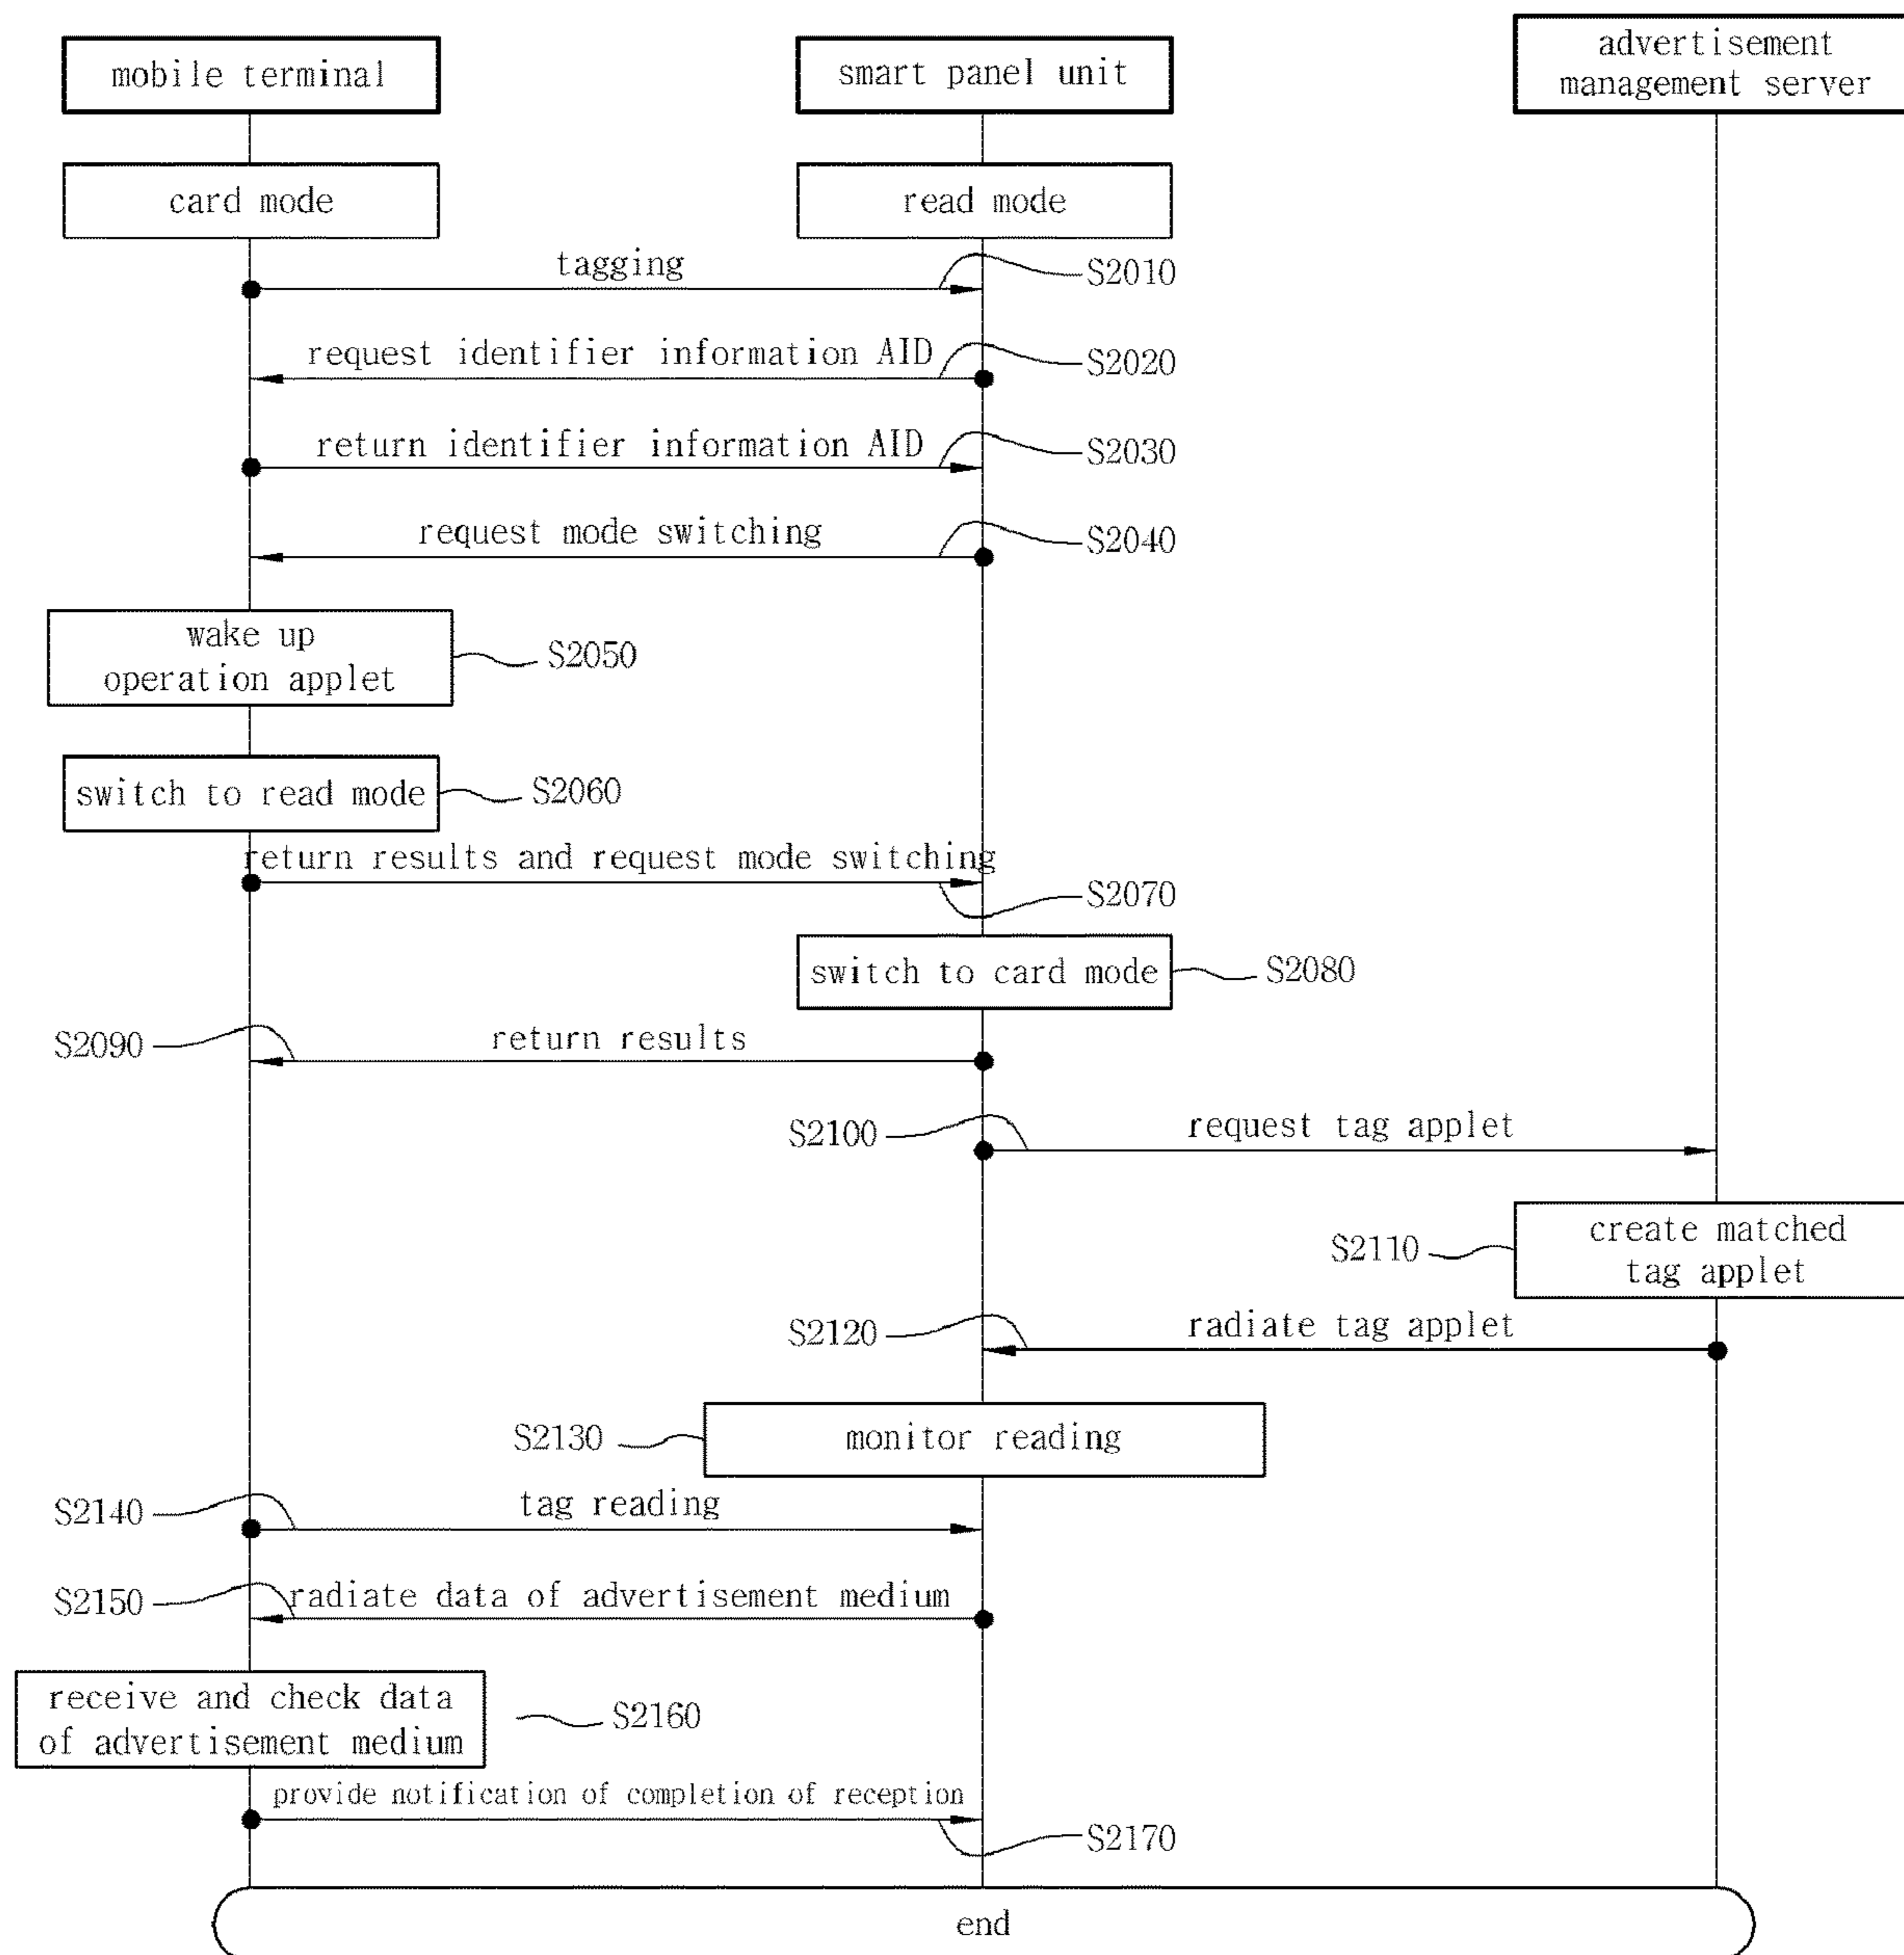 mobile terminal
smart panel unit
advertisement
management server
card mode
read mode
tagging
S2010
request identifier information AID
S2020
return identifier information AID
S2030
request mode switching
S2040
wake up
operation applet
S2050
switch to read mode
S2060
return results and request mode switching
S2070
switch to card mode
S2080
S2090
return results
S2100
request tag applet
S2110
create matched
tag applet
S2120
radiate tag applet
S2130
monitor reading
S2140
tag reading
S2150
radiate data of advertisement medium
receive and check data
of advertisement medium
S2160
provide notification of completion of reception
S2170
end